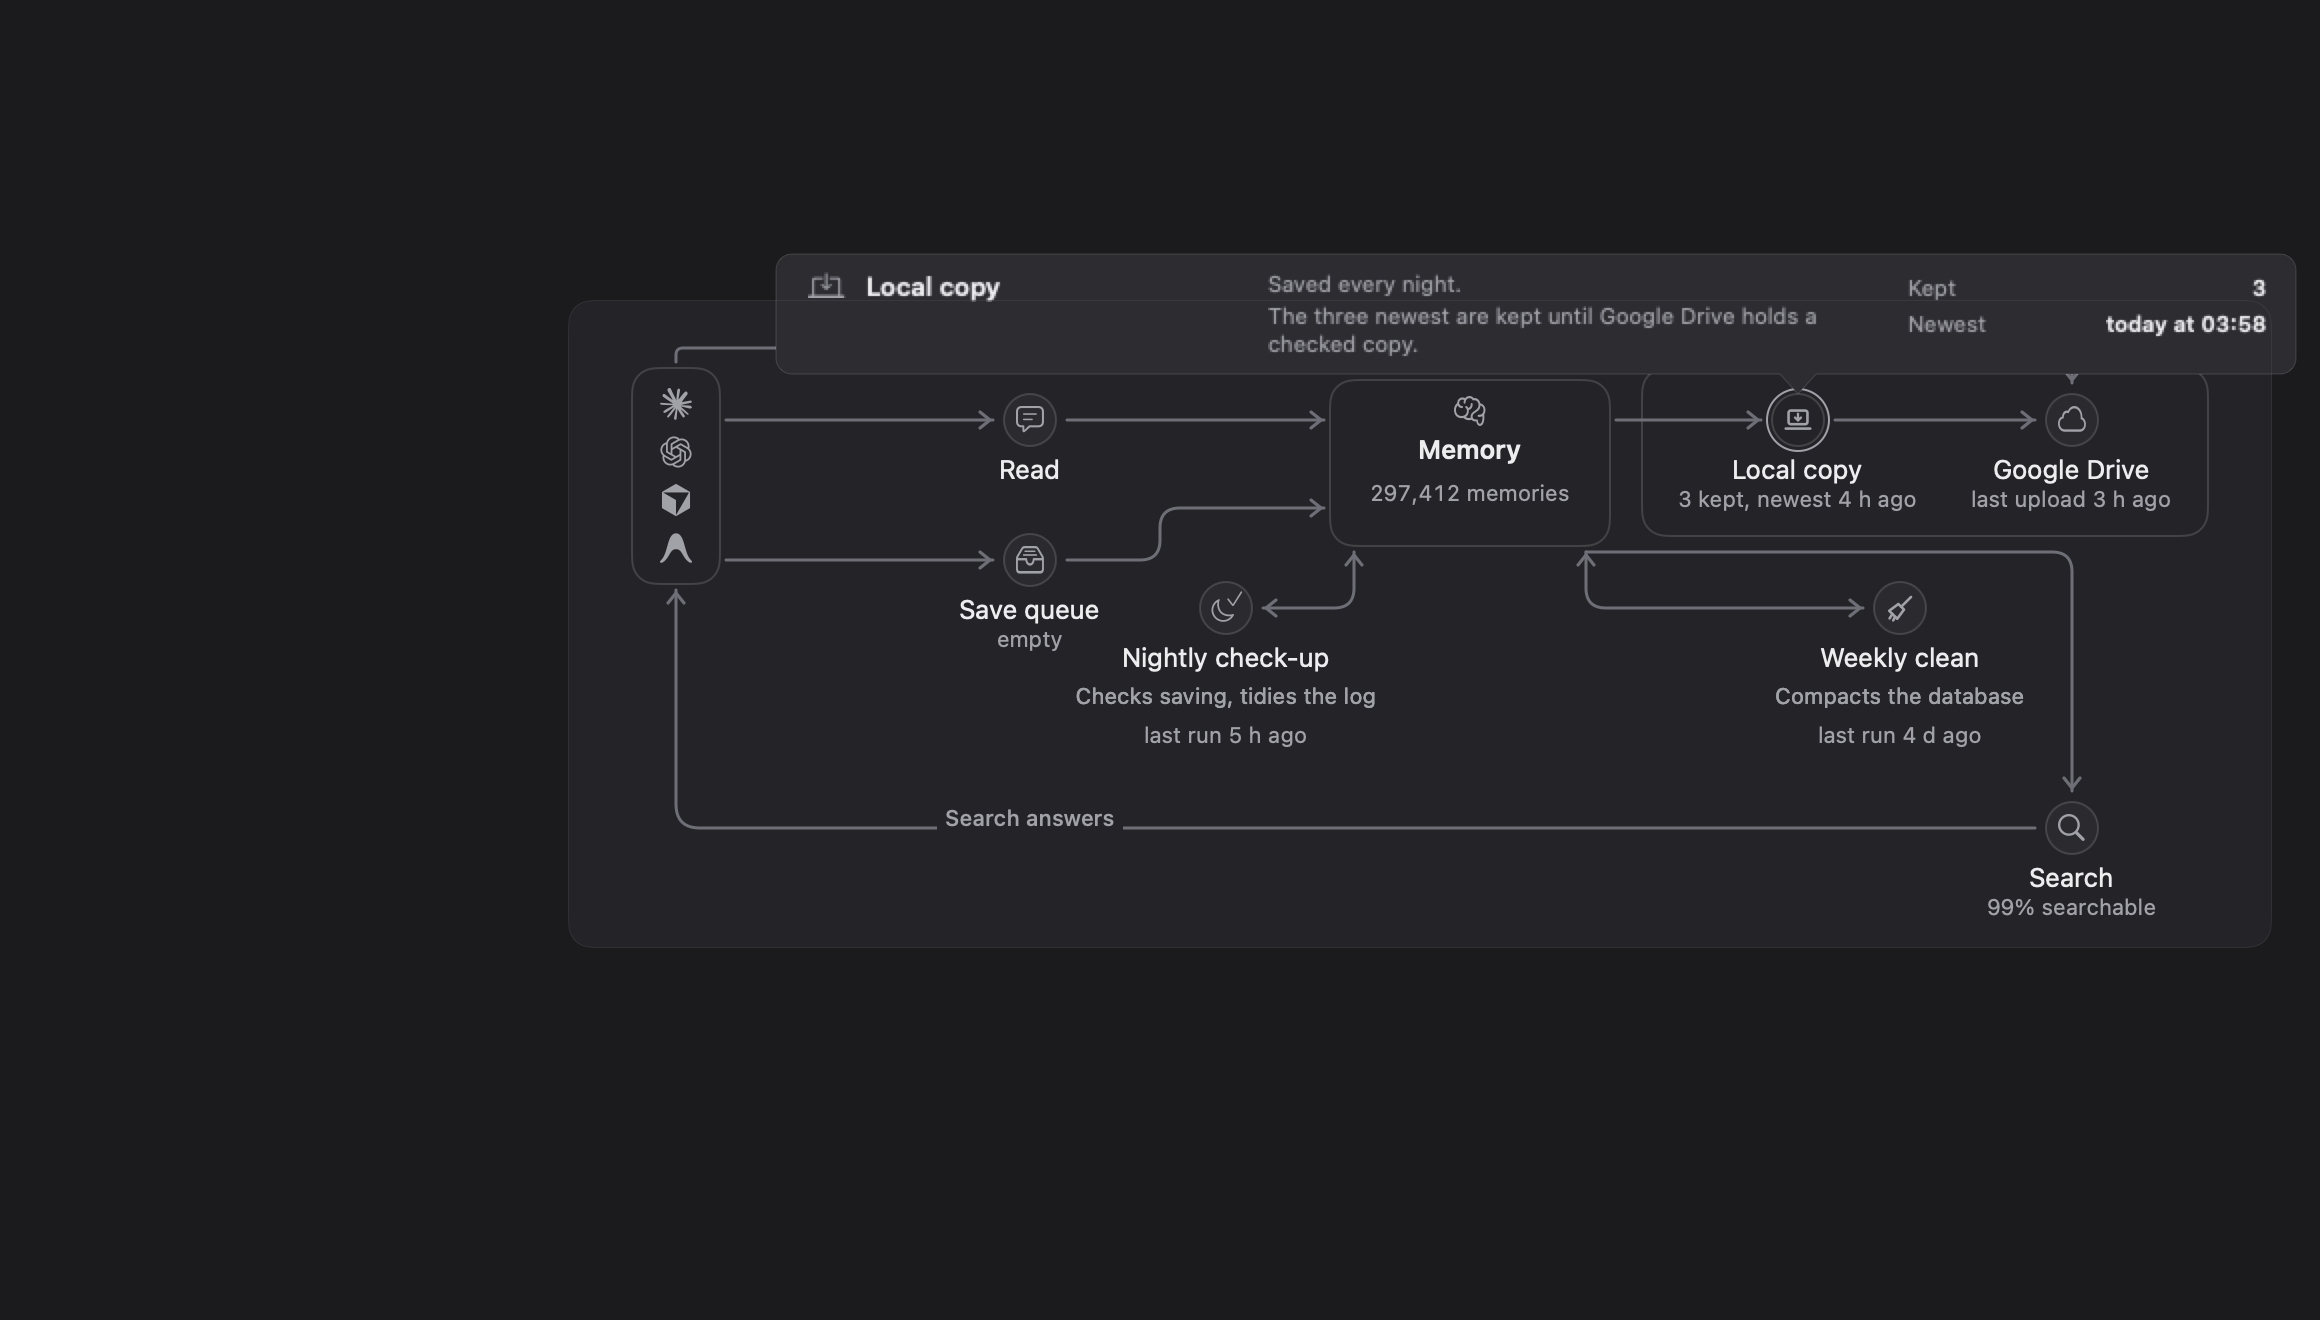 Local copy
Saved every night.
The three newest are kept until Google Drive holds a
checked copy.
Kept
3
Newest
today at 03:58
Read
Memory
297,412 memories
Local copy
3 kept, newest 4 h ago
Google Drive
last upload 3 h ago
Save queue
empty
Nightly check-up
Checks saving, tidies the log
last run 5 h ago
Weekly clean
Compacts the database
last run 4 d ago
Search answers
Search
99% searchable